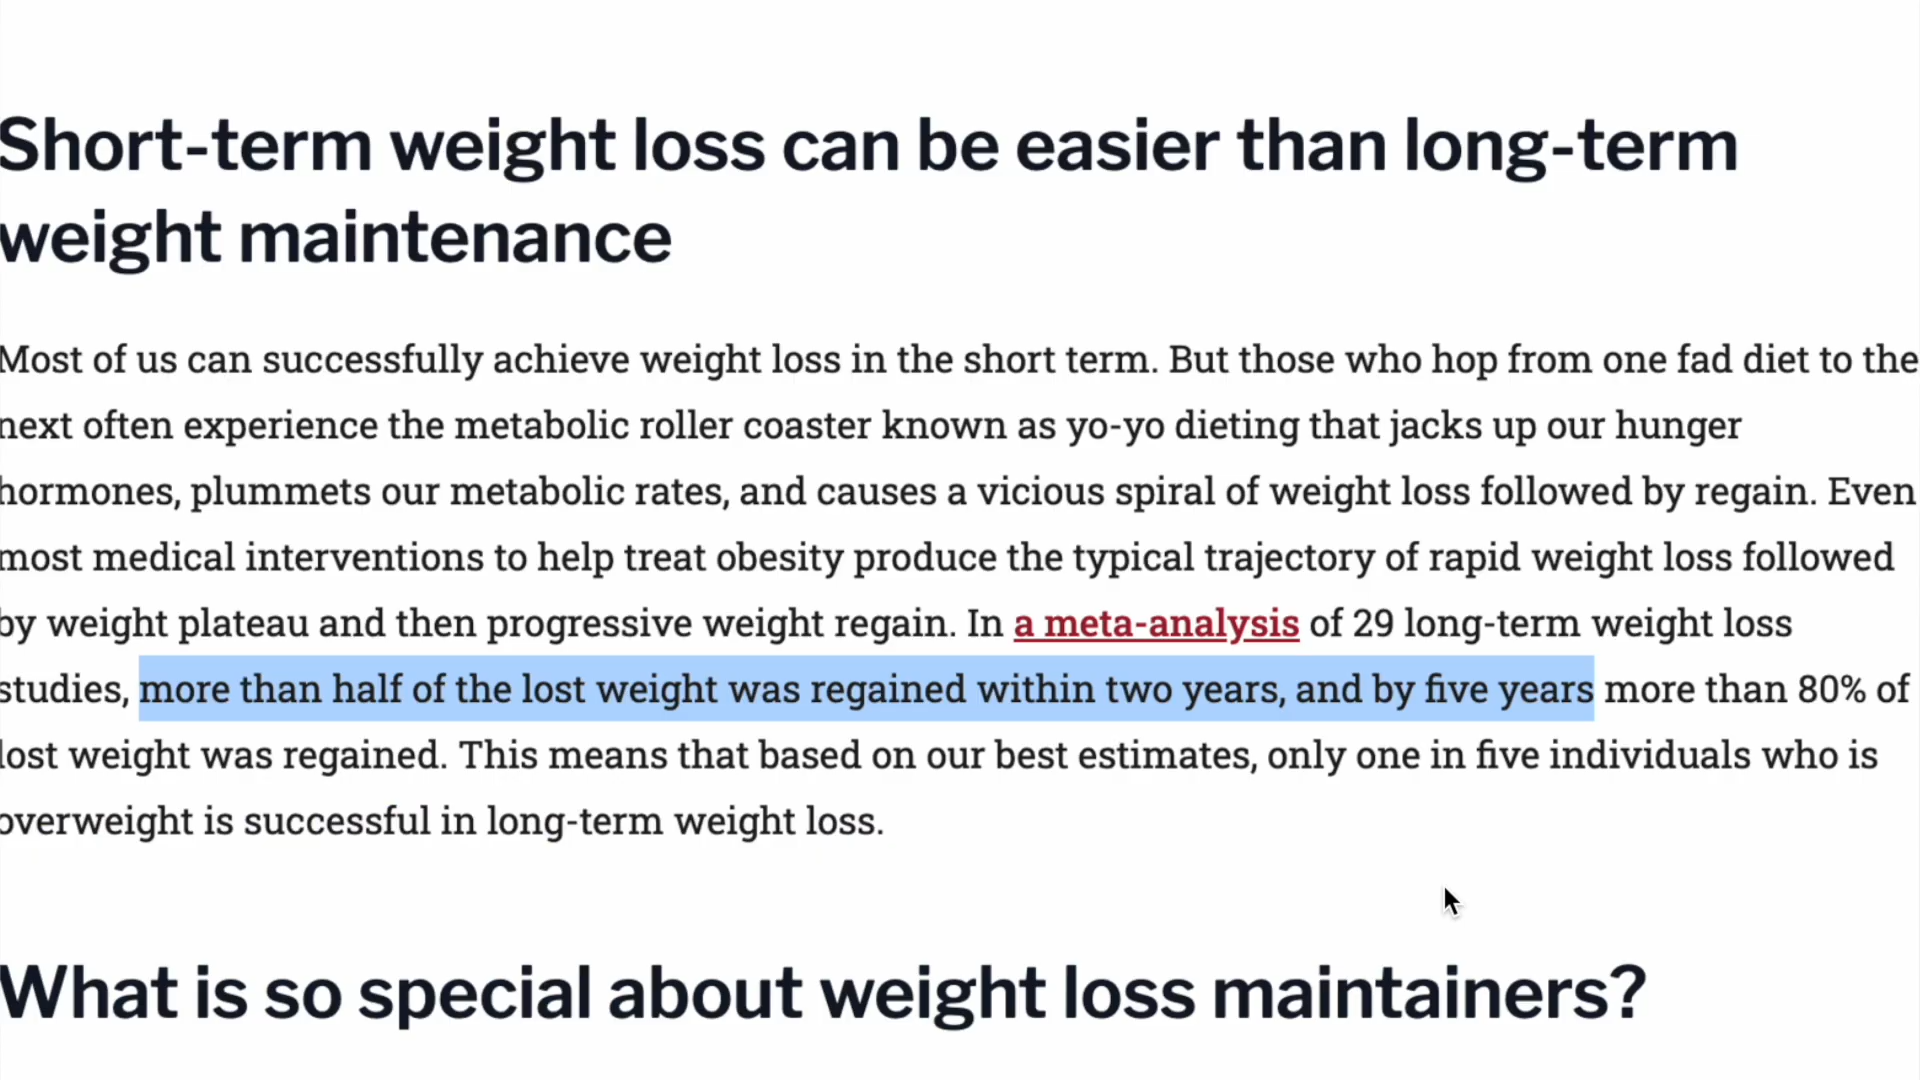 Short-term weight loss can be easier than long-term
weight maintenance
Most of us can successfully achieve weight loss in the short term. But those who hop from one fad diet to the
next often experience the metabolic roller coaster known as yo-yo dieting that jacks up our hunger
hormones, plummets our metabolic rates, and causes a vicious spiral of weight loss followed by regain. Even
most medical interventions to help treat obesity produce the typical trajectory of rapid weight loss followed
by weight plateau and then progressive weight regain. In a meta-analysis of 29 long-term weight loss
studies, more than half of the lost weight was regained within two years, and by five years more than 80% of
lost weight was regained. This means that based on our best estimates, only one in five individuals who is
overweight is successful in long-term weight loss.
What is so special about weight loss maintainers?